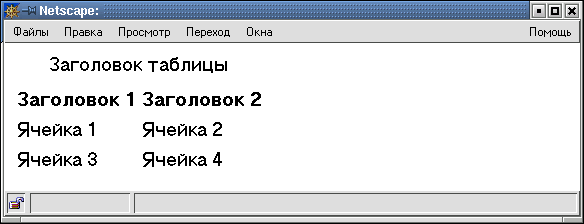 Netscape:
Файлы Правка Просмотр Переход Окна Помощь
Заголовок таблицы
Заголовок 1 Заголовок 2
Ячейка 1 Ячейка 2
Ячейка 3 Ячейка 4